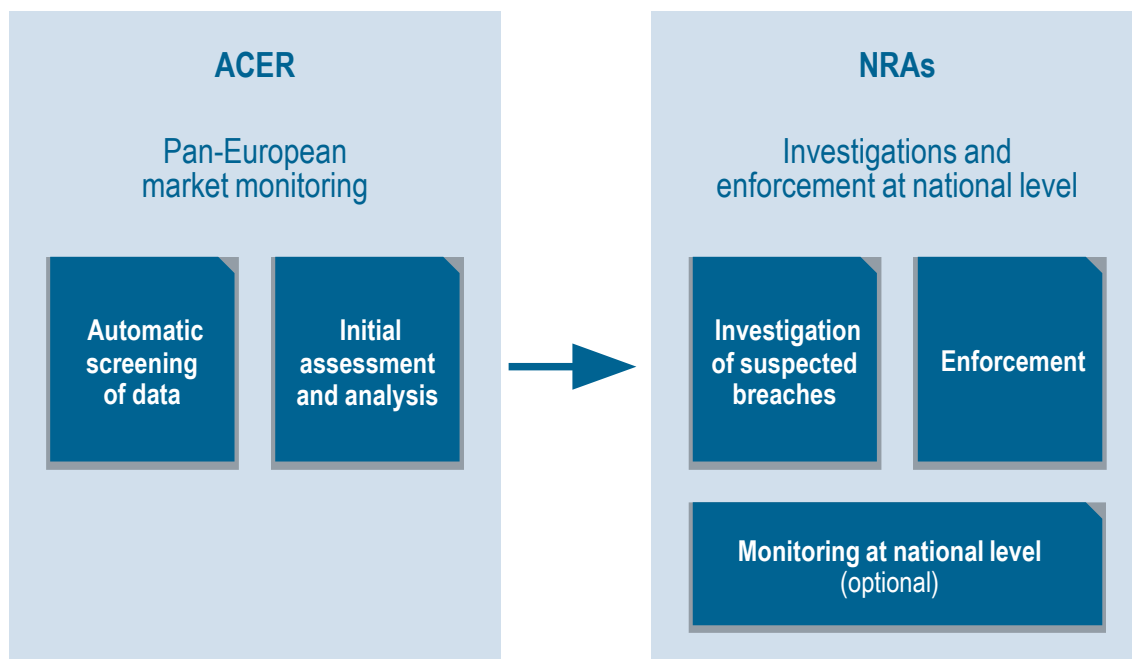 ACER
Pan-European
market monitoring
Automatic
screening
of data
Initial
assessment
and analysis
NRAs
Investigations and
enforcement at national level
Investigation
of suspected
breaches
Enforcement
Monitoring at national level
(optional)